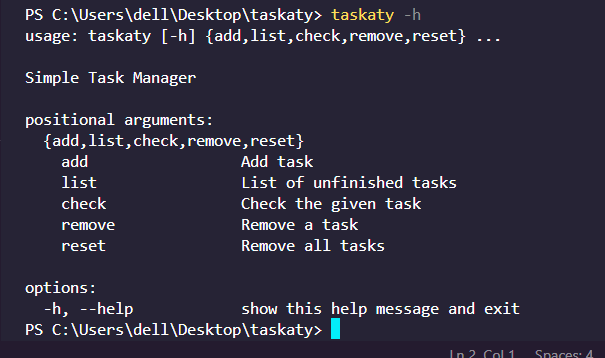 PS C:\Users\dell\Desktop\taskaty> taskaty -h
usage: taskaty [-h] {add,list,check,remove,reset} ...
Simple Task Manager
positional arguments:
{add,list,check,remove,reset}
add Add task
list List of unfinished tasks
check Check the given task
remove Remove a task
reset Remove all tasks
options:
-h, --help show this help message and exit
PS C:\Users\dell\Desktop\taskaty>
Ln 2, Col 1 Spaces: 4